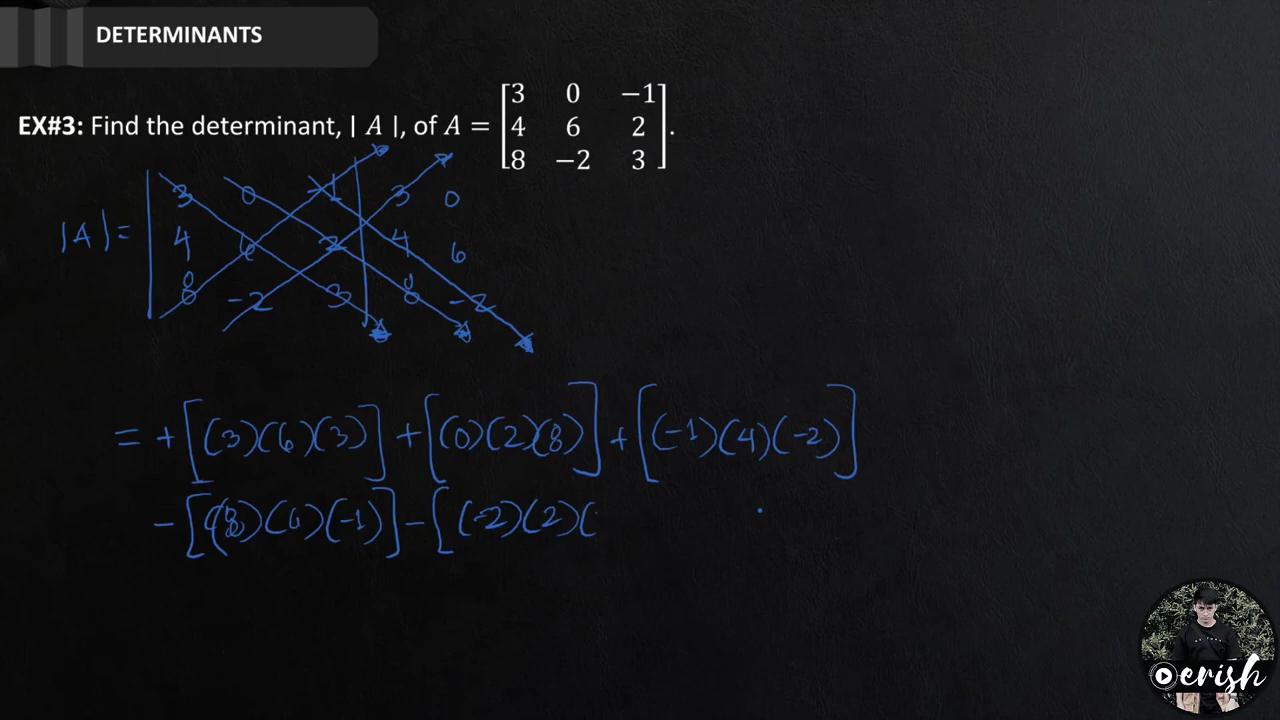 DETERMINANTS
EX#3: Find the determinant, | A |, of A = [3 0 −1
4 6 2
8 −2 3].
|A| = | 3 0 -1 | 3 0
4 6 2 | 4 6
8 -2 3 | 8 -2
= + [(3)(6)(3)] + [(0)(2)(8)] + [(-1)(4)(-2)]
- [(8)(6)(-1)] - [(-2)(2)(
erish